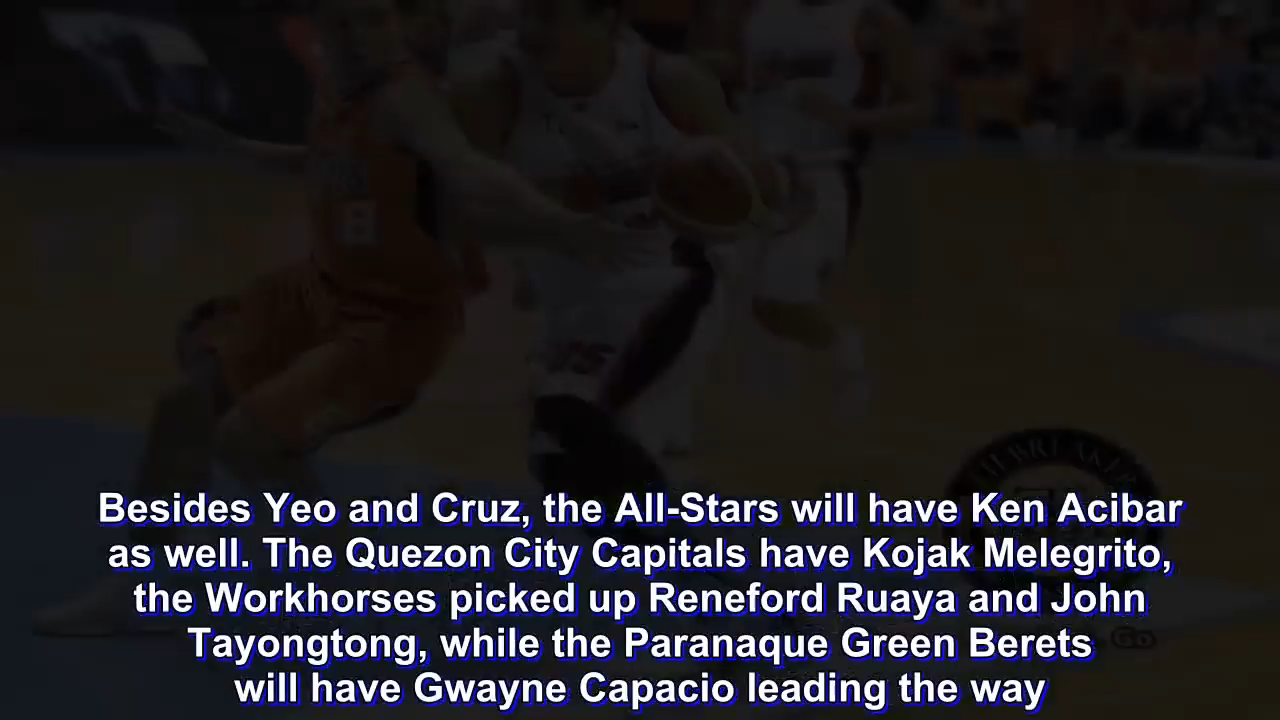 Besides Yeo and Cruz, the All-Stars will have Ken Acibar
as well. The Quezon City Capitals have Kojak Melegrito,
the Workhorses picked up Reneford Ruaya and John
Tayongtong, while the Paranaque Green Berets
will have Gwayne Capacio leading the way
8
Go